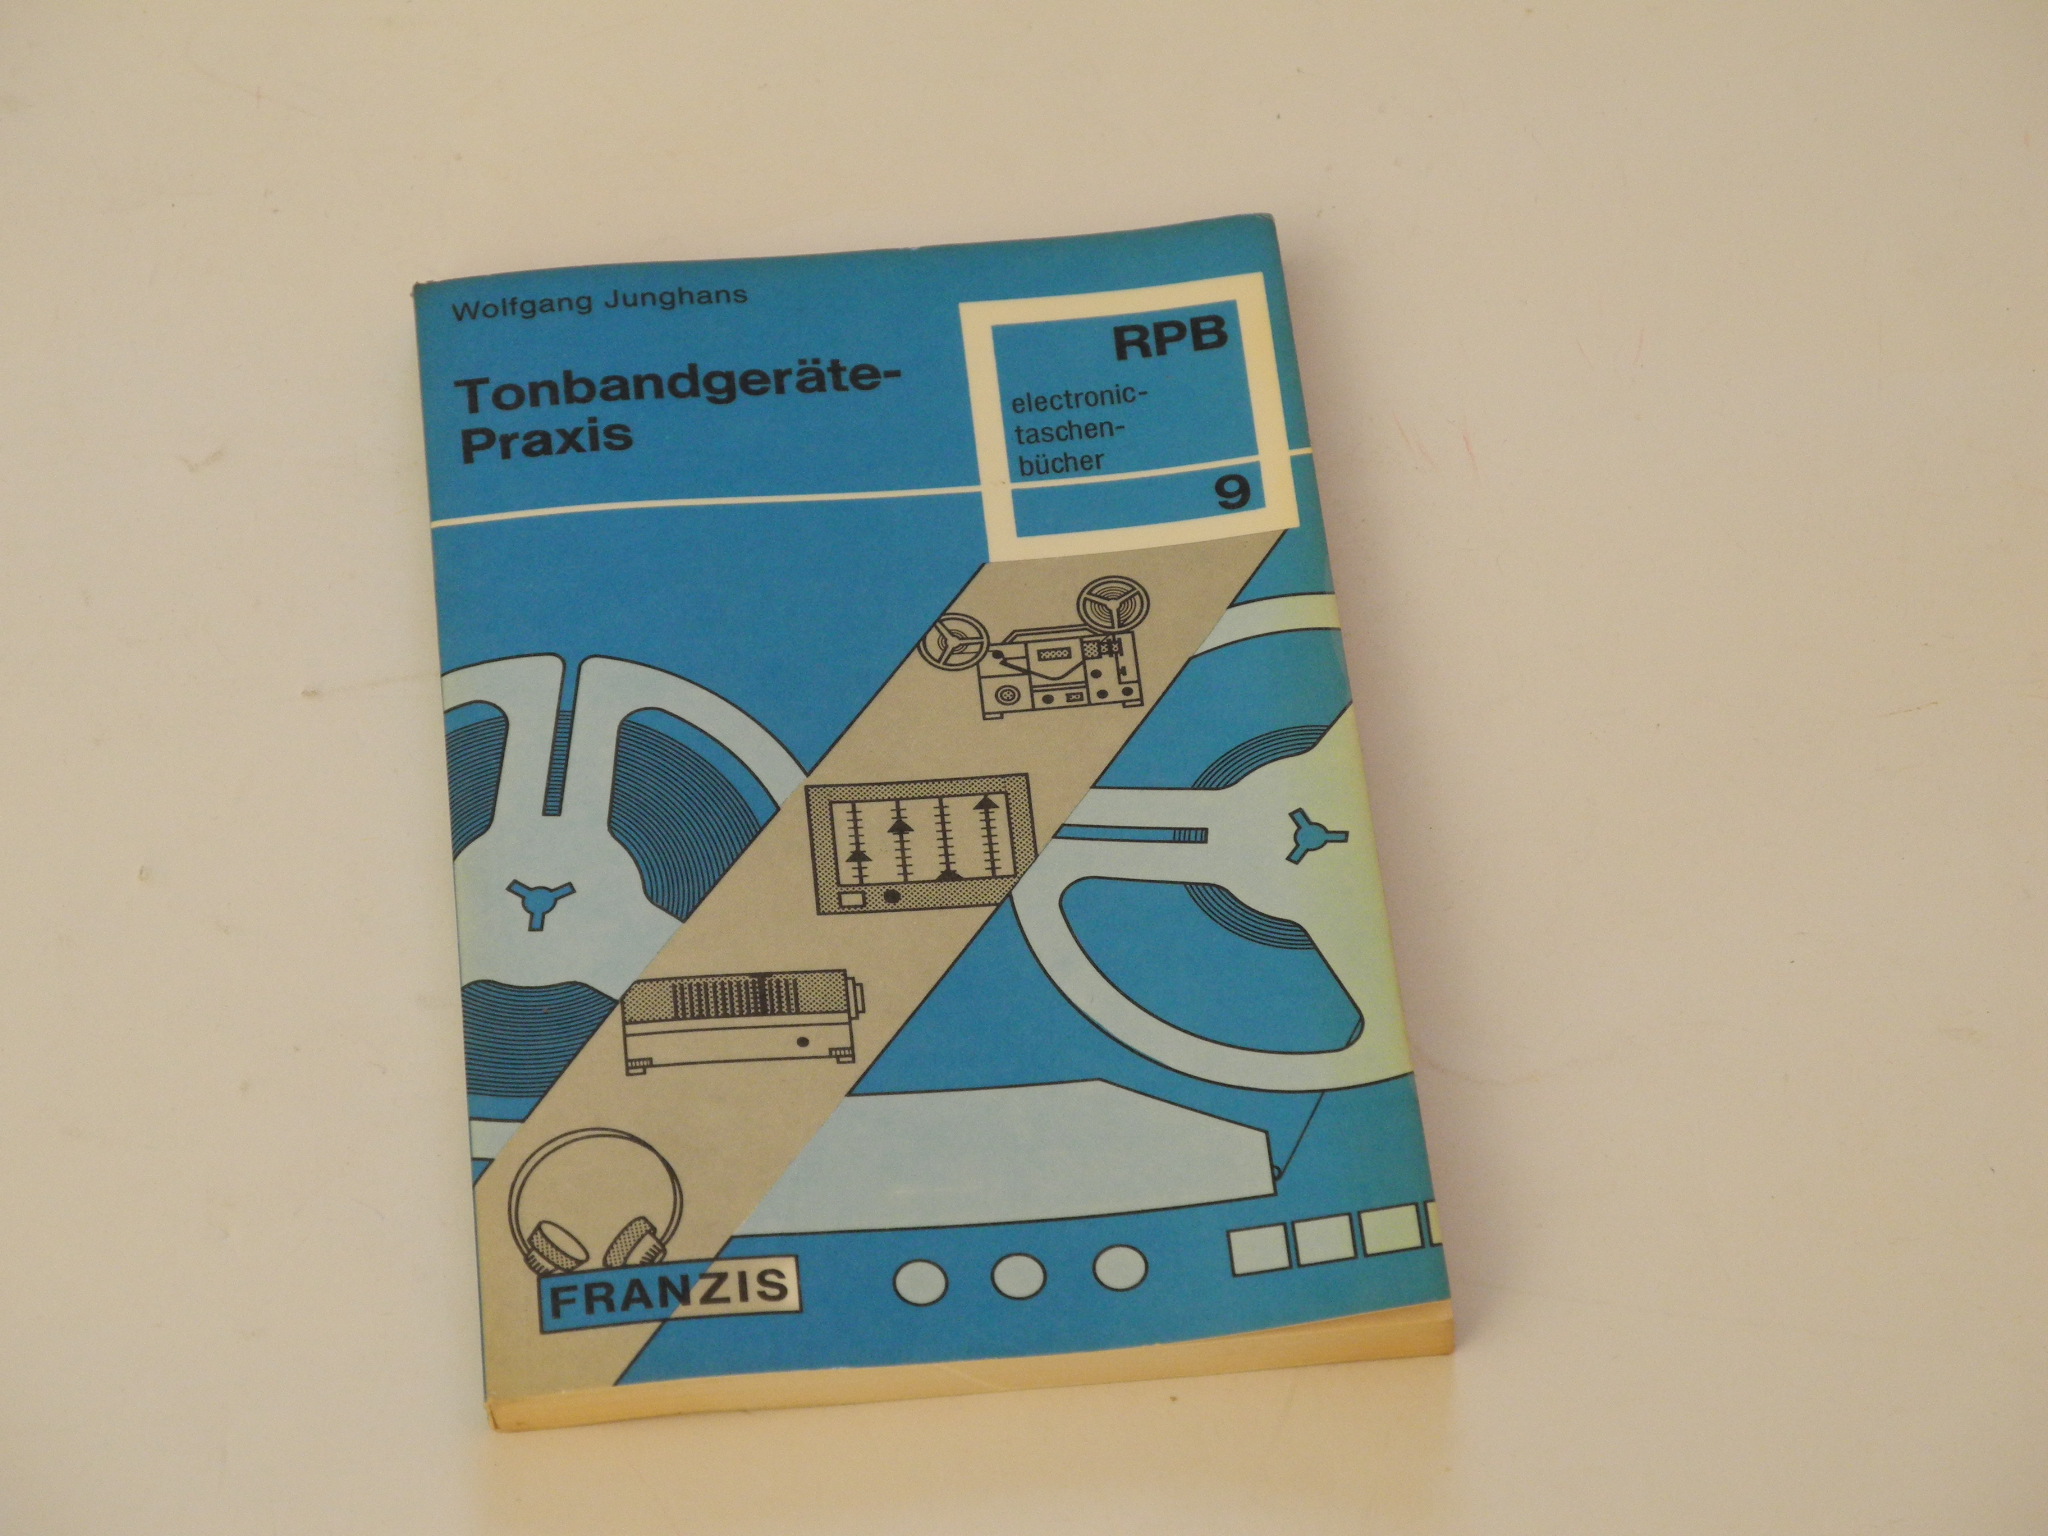 Wolfgang Junghans
Tonbandgeräte-
Praxis
RPB
electronic-
taschen-
bücher
9
FRANZIS